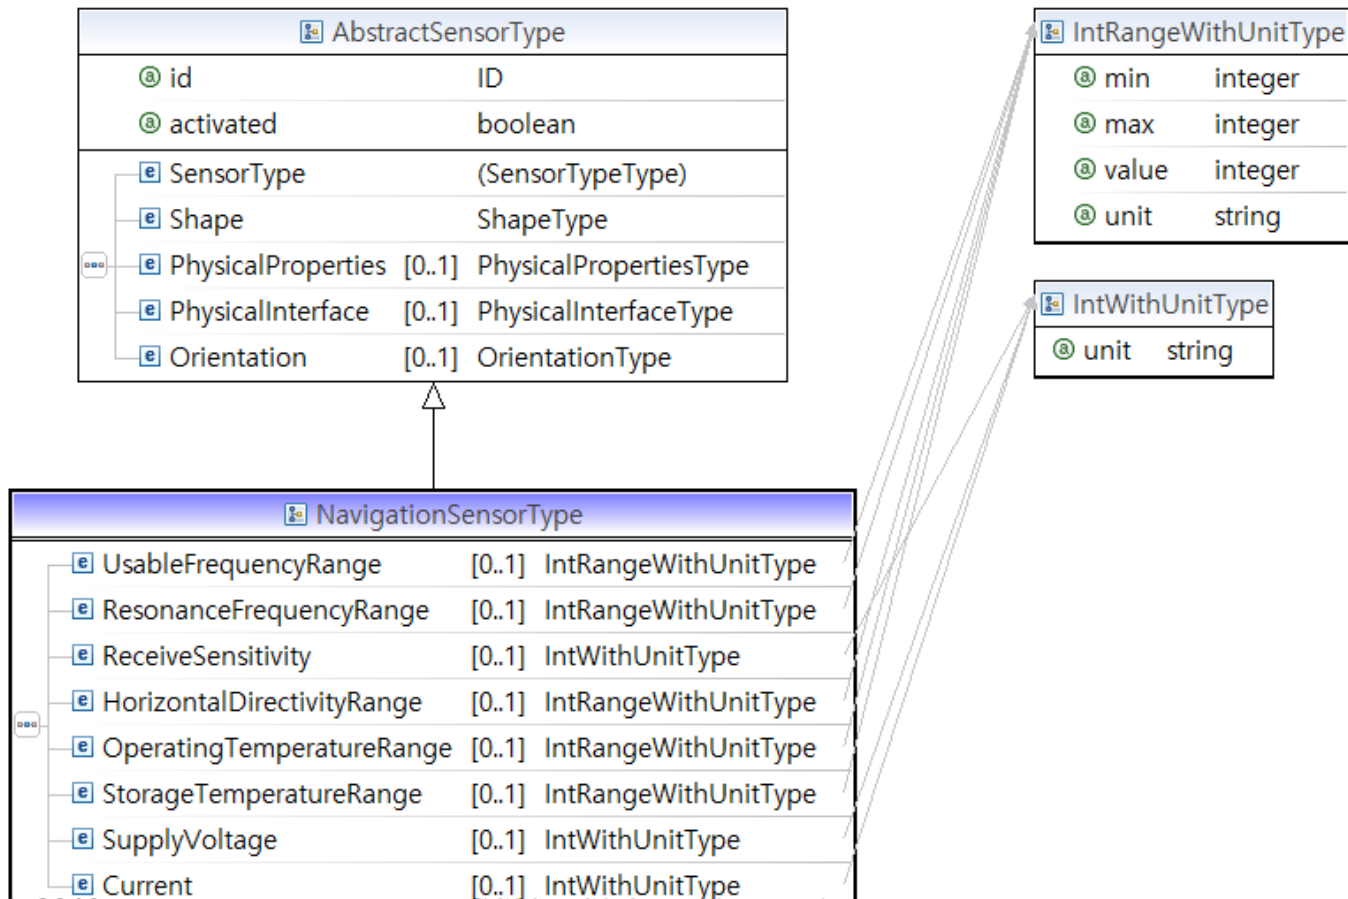 AbstractSensorType
id ID
activated boolean
SensorType (SensorTypeType)
Shape ShapeType
PhysicalProperties [0..1] PhysicalPropertiesType
PhysicalInterface [0..1] PhysicalInterfaceType
Orientation [0..1] OrientationType
IntRangeWithUnitType
min integer
max integer
value integer
unit string
IntWithUnitType
unit string
NavigationSensorType
UsableFrequencyRange [0..1] IntRangeWithUnitType
ResonanceFrequencyRange [0..1] IntRangeWithUnitType
ReceiveSensitivity [0..1] IntWithUnitType
HorizontalDirectivityRange [0..1] IntRangeWithUnitType
OperatingTemperatureRange [0..1] IntRangeWithUnitType
StorageTemperatureRange [0..1] IntRangeWithUnitType
SupplyVoltage [0..1] IntWithUnitType
Current [0..1] IntWithUnitType